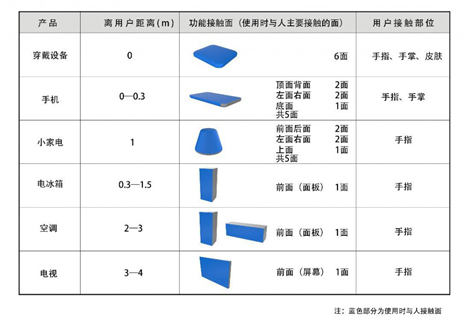 产品 离用户距离(m) 功能接触面（使用时与人主要接触的面） 用户接触部位
穿戴设备 0 6面 手指、手掌、皮肤
手机 0—0.3 顶面背面 2面 手指、手掌
左面右面 2面
底面 1面
共5面
小家电 1 前面后面 2面 手指
左面右面 2面
上面 1面
共5面
电冰箱 0.3—1.5 前面（面板） 1面 手指
空调 2—3 前面（面板） 1面 手指
电视 3—4 前面（屏幕） 1面 手指
注：蓝色部分为使用时与人接触面